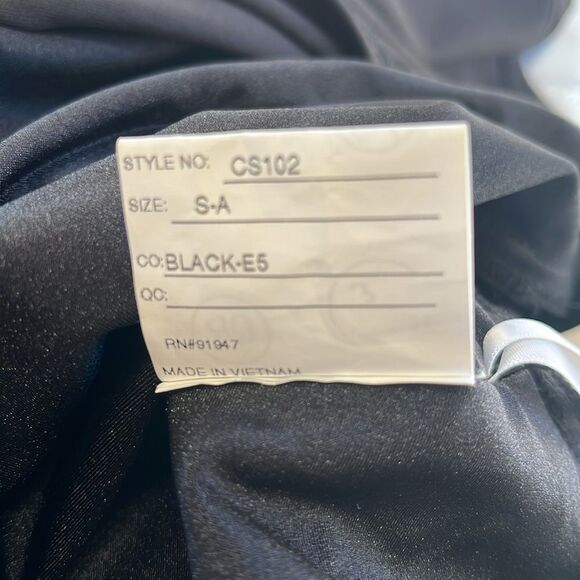 STYLE NO: CS102
SIZE: S-A
CO: BLACK-E5
QC:
RN#91947
MADE IN VIETNAM